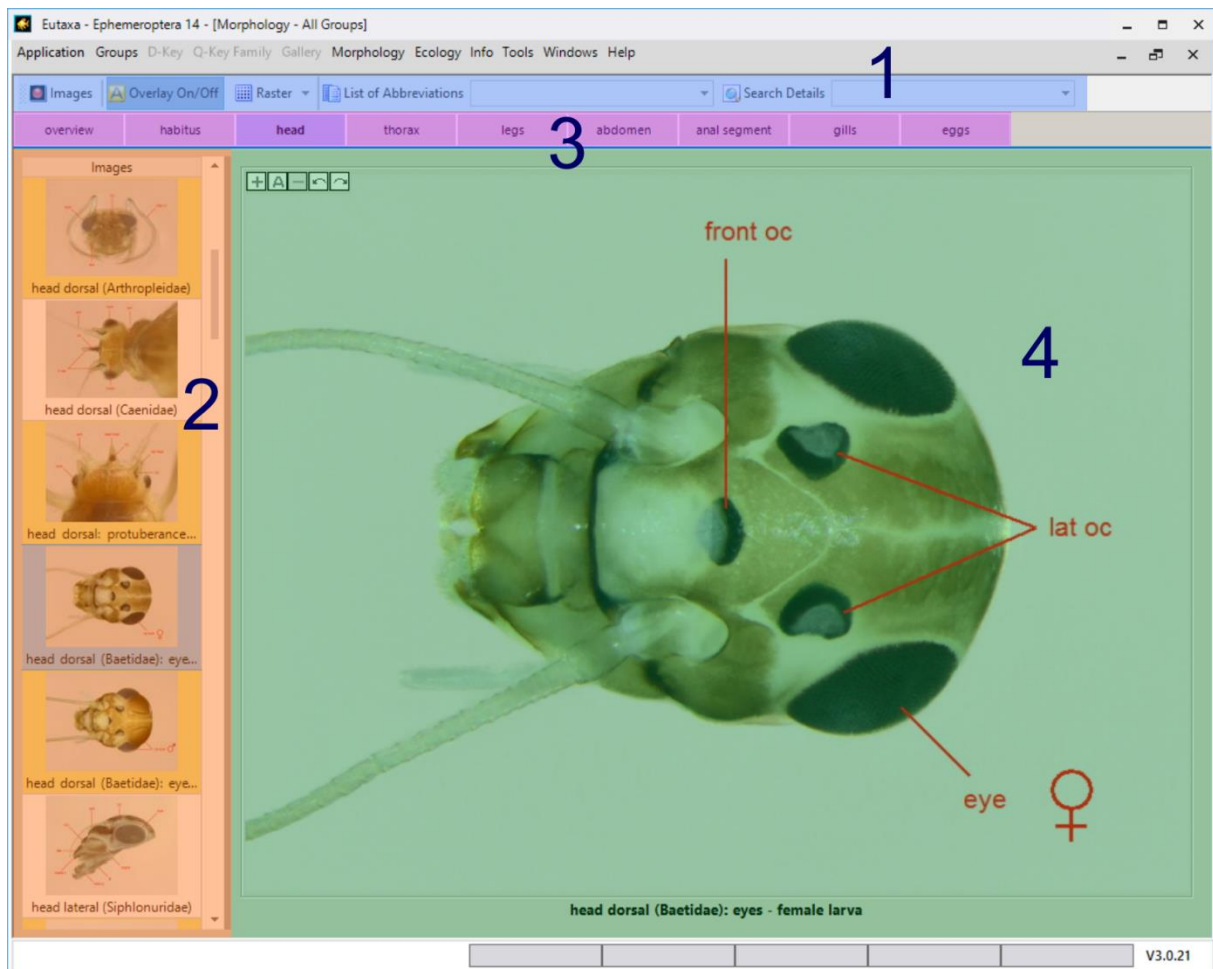 Eutaxa - Ephemeroptera 14 - [Morphology - All Groups]
Application Groups D-Key Q-Key Family Gallery Morphology Ecology Info Tools Windows Help
1
Images Overlay On/Off Raster List of Abbreviations Search Details
overview habitus head thorax legs abdomen anal segment gills eggs
3
Images
head dorsal (Arthropleidae)
head dorsal (Caenidae)
2
head dorsal: protuberance...
head dorsal (Baetidae): eye...
head dorsal (Baetidae): eye...
head lateral (Siphlonuridae)
A
front oc
4
lat oc
eye ♀
head dorsal (Baetidae): eyes - female larva
V3.0.21